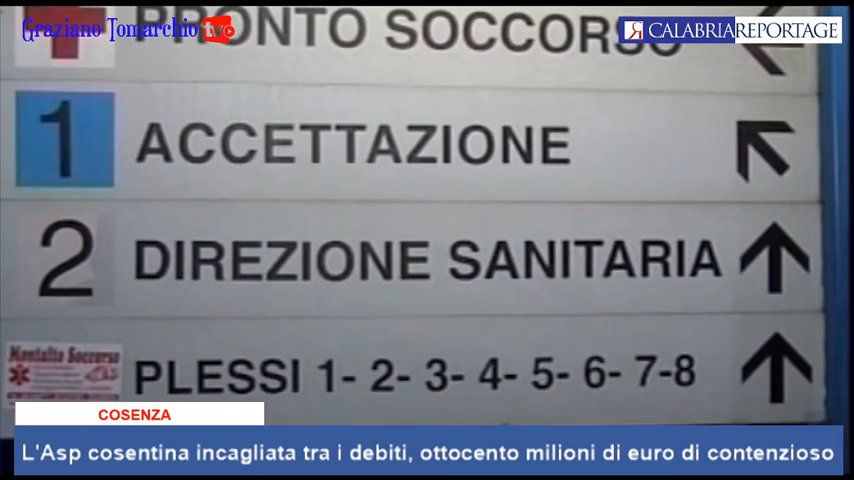 Graziano Tomarchio tvo
CALABRIAREPORTAGE
PRONTO SOCCORSO
1 ACCETTAZIONE
2 DIREZIONE SANITARIA
Montalto Soccorso
PLESSI 1- 2- 3- 4- 5- 6- 7-8
COSENZA
L'Asp cosentina incagliata tra i debiti, ottocento milioni di euro di contenzioso